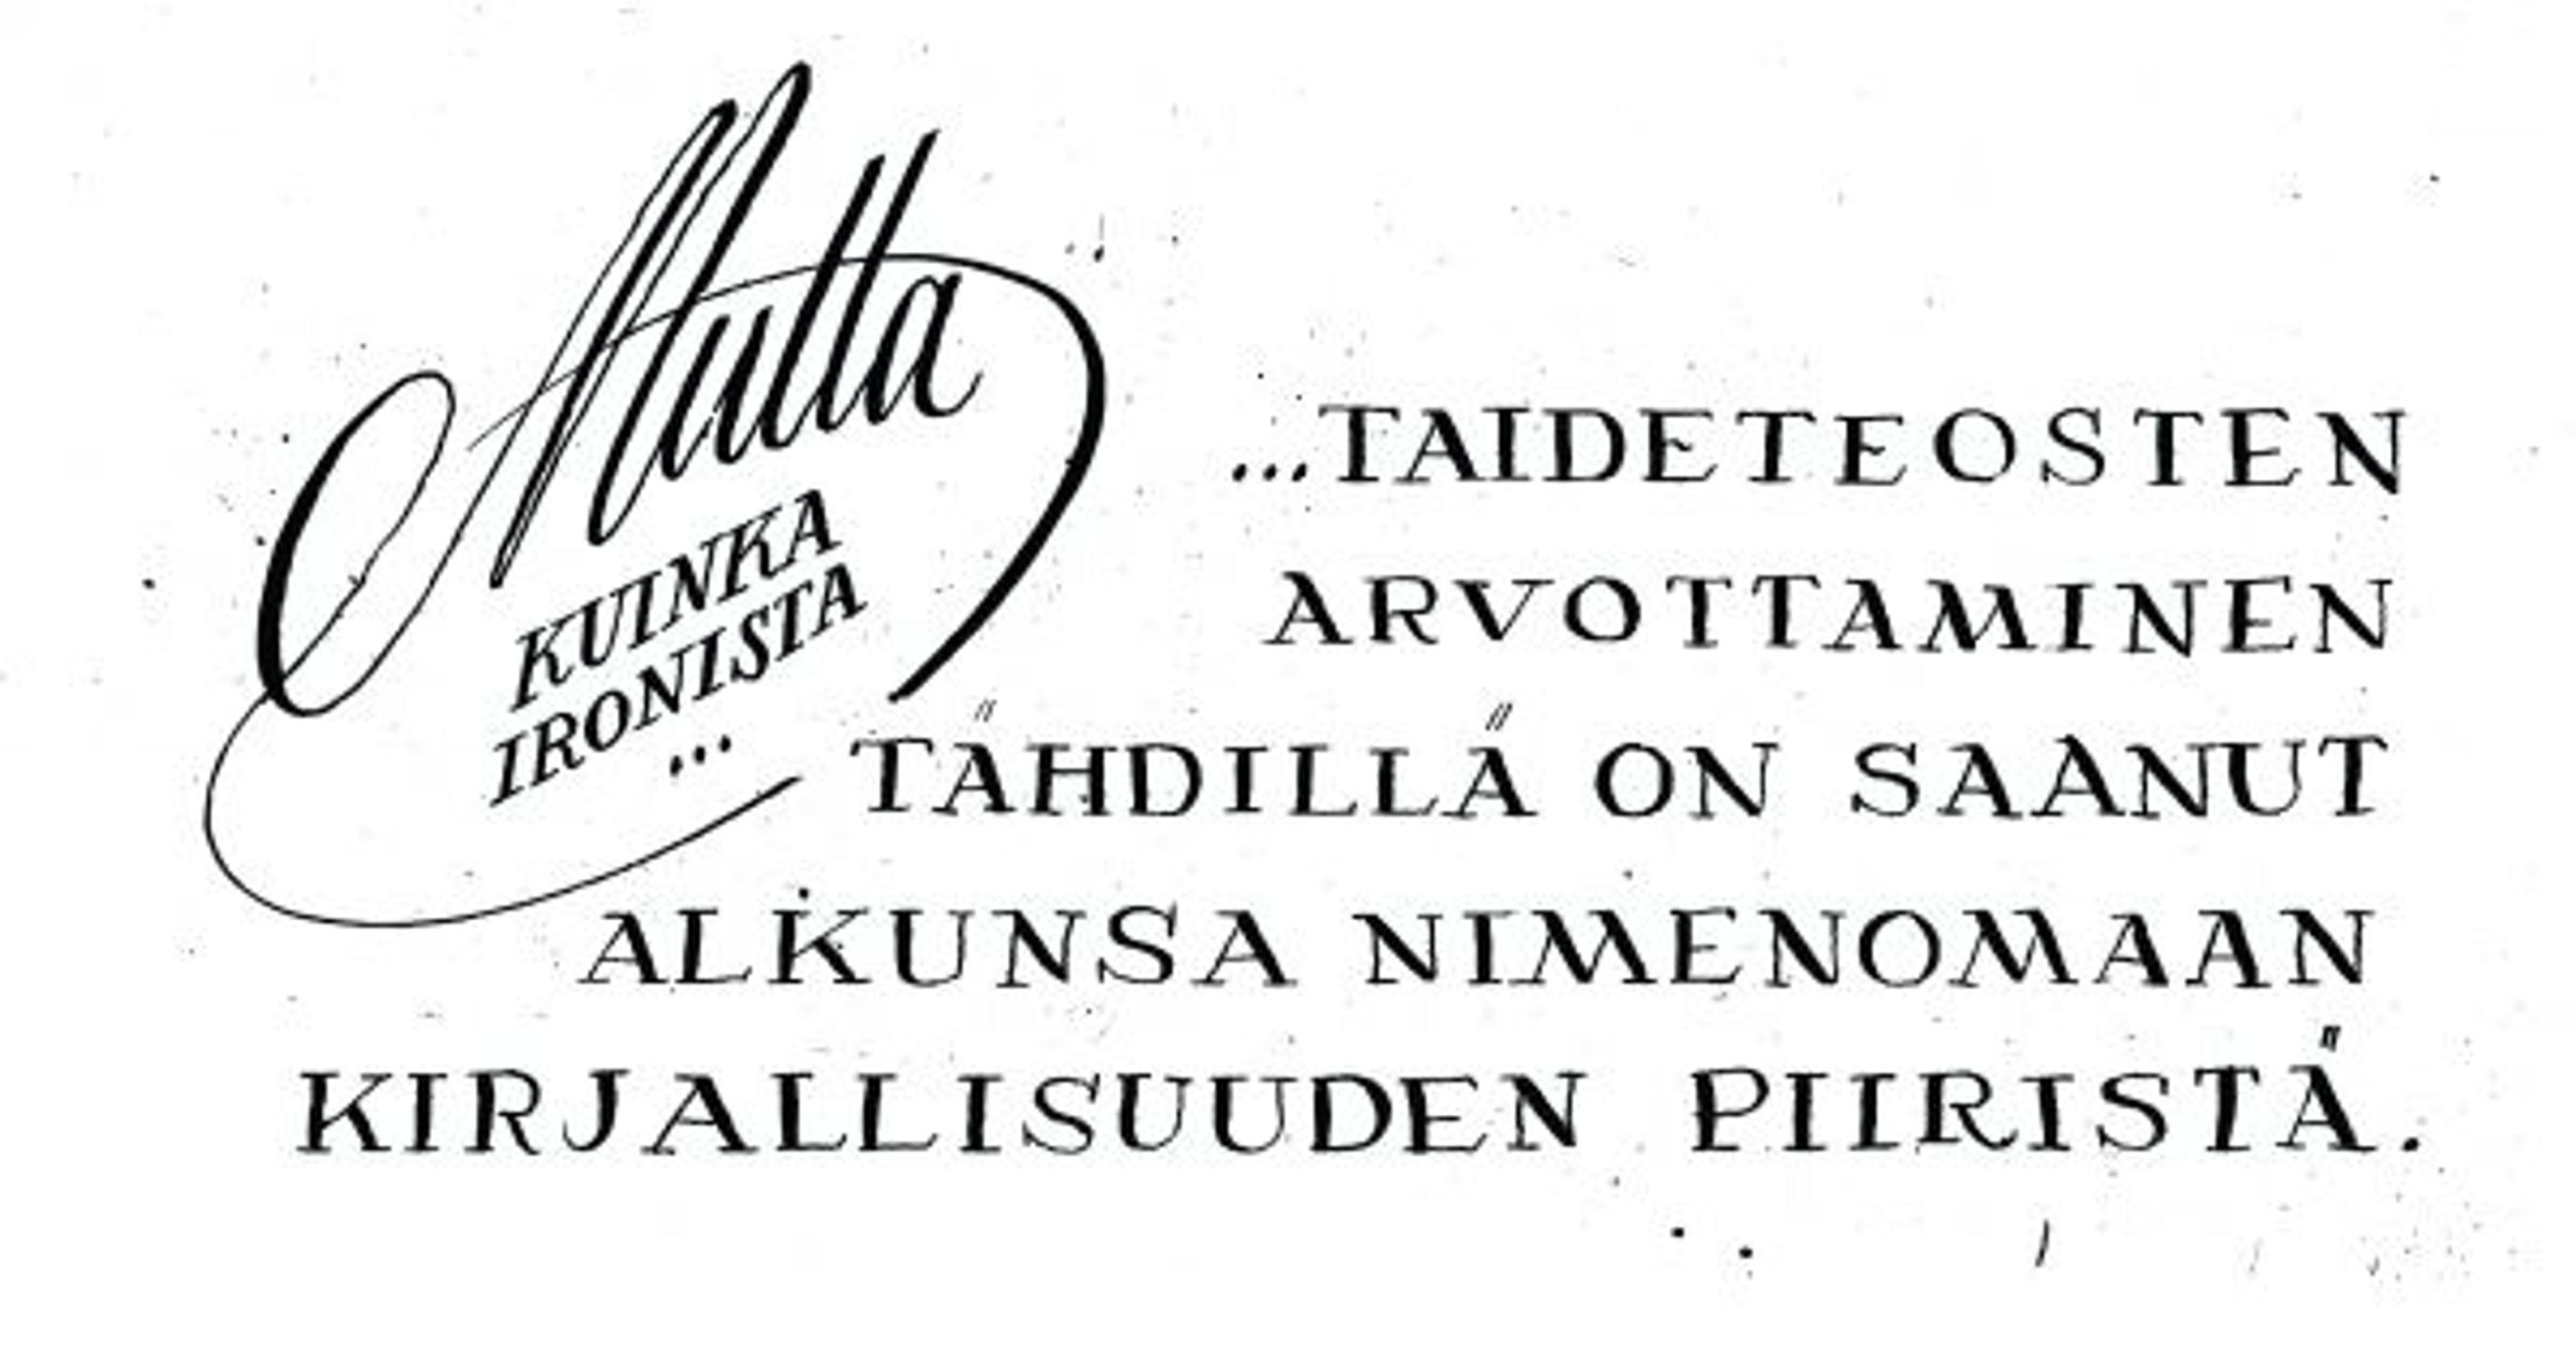 Mutta
KUINKA
IRONISTA
...
...TAIDETEOSTEN
ARVOTTAMINEN
TÄHDILLÄ ON SAANUT
ALKUNSA NIMENOMAAN
KIRJALLISUUDEN PIIRISTÄ.